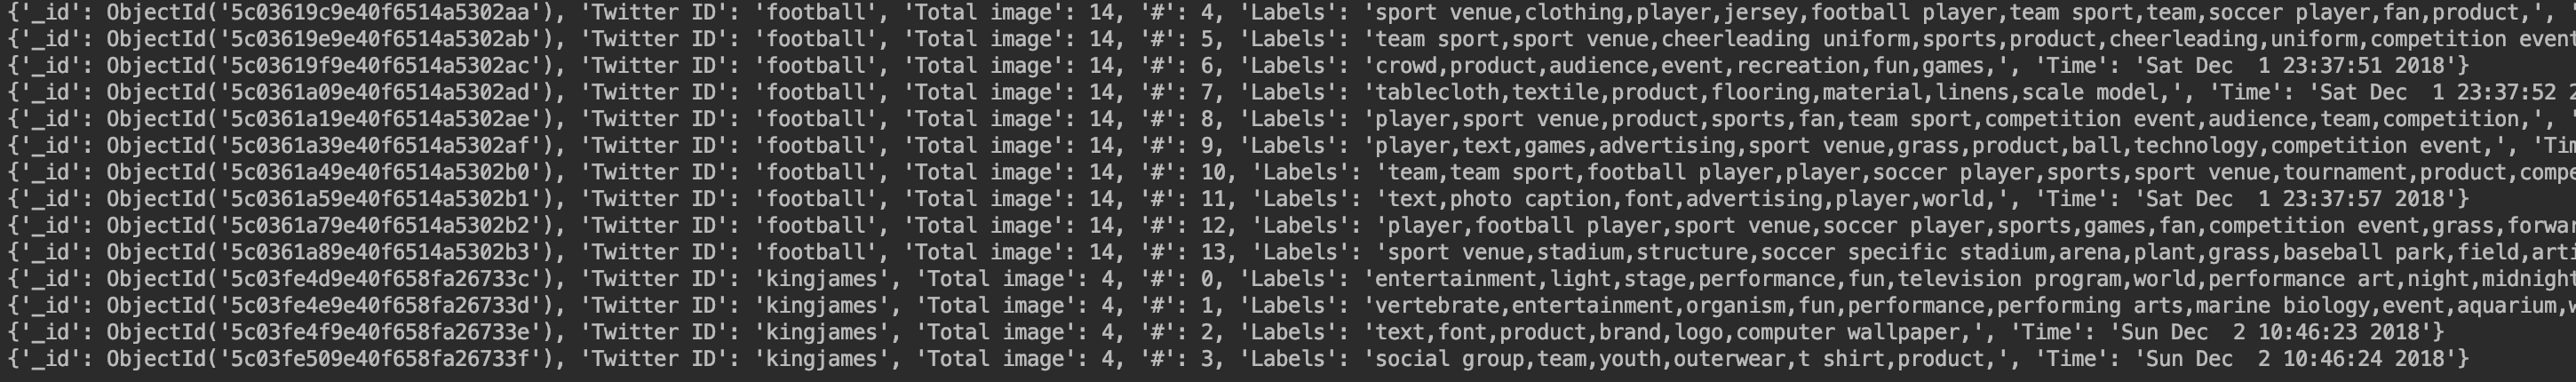 {'_id': ObjectId('5c03619c9e40f6514a5302aa'), 'Twitter ID': 'football', 'Total image': 14, '#': 4, 'Labels': 'sport venue,clothing,player,jersey,football player,team sport,team,soccer player,fan,product,', '
{'_id': ObjectId('5c03619e9e40f6514a5302ab'), 'Twitter ID': 'football', 'Total image': 14, '#': 5, 'Labels': 'team sport,sport venue,cheerleading uniform,sports,product,cheerleading,uniform,competition event
{'_id': ObjectId('5c03619f9e40f6514a5302ac'), 'Twitter ID': 'football', 'Total image': 14, '#': 6, 'Labels': 'crowd,product,audience,event,recreation,fun,games,', 'Time': 'Sat Dec  1 23:37:51 2018'}
{'_id': ObjectId('5c0361a09e40f6514a5302ad'), 'Twitter ID': 'football', 'Total image': 14, '#': 7, 'Labels': 'tablecloth,textile,product,flooring,material,linens,scale model,', 'Time': 'Sat Dec  1 23:37:52 2
{'_id': ObjectId('5c0361a19e40f6514a5302ae'), 'Twitter ID': 'football', 'Total image': 14, '#': 8, 'Labels': 'player,sport venue,product,sports,fan,team sport,competition event,audience,team,competition,', '
{'_id': ObjectId('5c0361a39e40f6514a5302af'), 'Twitter ID': 'football', 'Total image': 14, '#': 9, 'Labels': 'player,text,games,advertising,sport venue,grass,product,ball,technology,competition event,', 'Tim
{'_id': ObjectId('5c0361a49e40f6514a5302b0'), 'Twitter ID': 'football', 'Total image': 14, '#': 10, 'Labels': 'team,team sport,football player,player,soccer player,sports,sport venue,tournament,product,compe
{'_id': ObjectId('5c0361a59e40f6514a5302b1'), 'Twitter ID': 'football', 'Total image': 14, '#': 11, 'Labels': 'text,photo caption,font,advertising,player,world,', 'Time': 'Sat Dec  1 23:37:57 2018'}
{'_id': ObjectId('5c0361a79e40f6514a5302b2'), 'Twitter ID': 'football', 'Total image': 14, '#': 12, 'Labels': 'player,football player,sport venue,soccer player,sports,games,fan,competition event,grass,forwar
{'_id': ObjectId('5c0361a89e40f6514a5302b3'), 'Twitter ID': 'football', 'Total image': 14, '#': 13, 'Labels': 'sport venue,stadium,structure,soccer specific stadium,arena,plant,grass,baseball park,field,arti
{'_id': ObjectId('5c03fe4d9e40f658fa26733c'), 'Twitter ID': 'kingjames', 'Total image': 4, '#': 0, 'Labels': 'entertainment,light,stage,performance,fun,television program,world,performance art,night,midnight
{'_id': ObjectId('5c03fe4e9e40f658fa26733d'), 'Twitter ID': 'kingjames', 'Total image': 4, '#': 1, 'Labels': 'vertebrate,entertainment,organism,fun,performance,performing arts,marine biology,event,aquarium,w
{'_id': ObjectId('5c03fe4f9e40f658fa26733e'), 'Twitter ID': 'kingjames', 'Total image': 4, '#': 2, 'Labels': 'text,font,product,brand,logo,computer wallpaper,', 'Time': 'Sun Dec  2 10:46:23 2018'}
{'_id': ObjectId('5c03fe509e40f658fa26733f'), 'Twitter ID': 'kingjames', 'Total image': 4, '#': 3, 'Labels': 'social group,team,youth,outerwear,t shirt,product,', 'Time': 'Sun Dec  2 10:46:24 2018'}